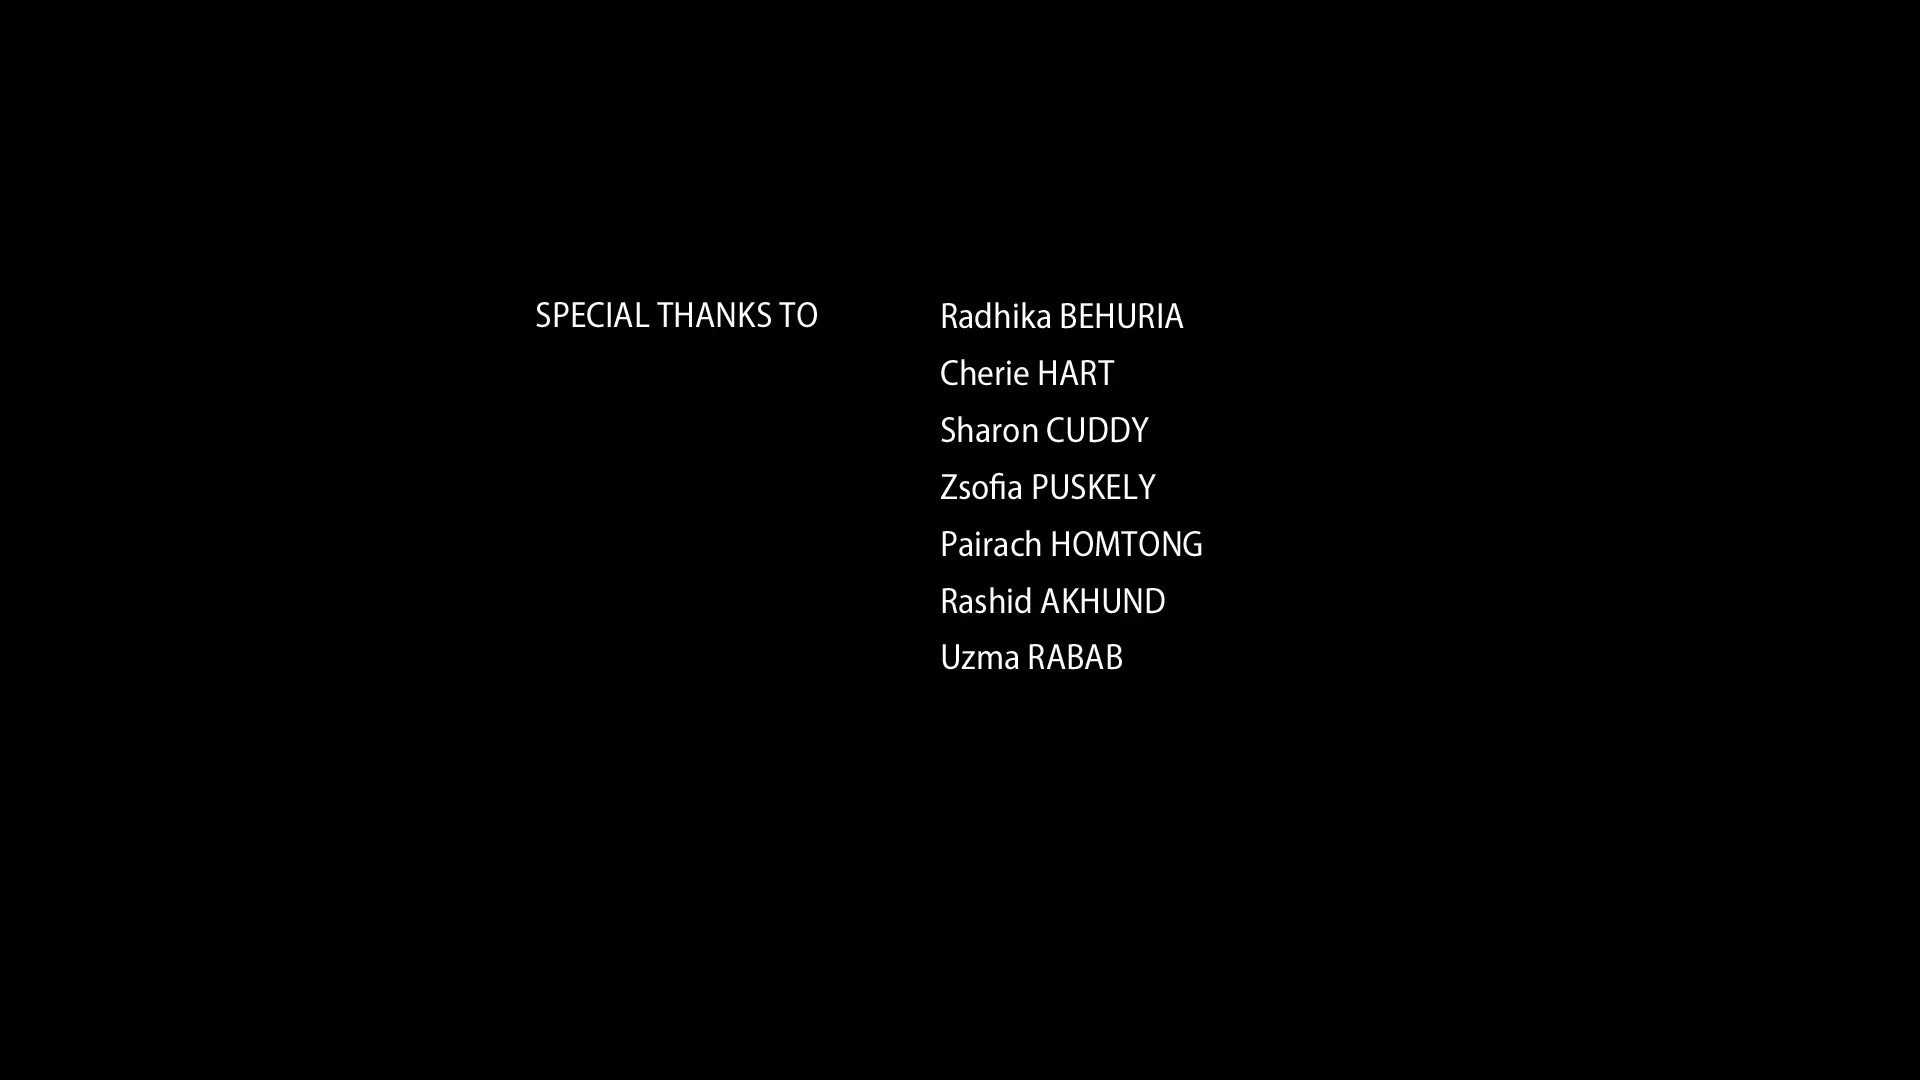 SPECIAL THANKS TO Radhika BEHURIA
Cherie HART
Sharon CUDDY
Zsofia PUSKELY
Pairach HOMTONG
Rashid AKHUND
Uzma RABAB